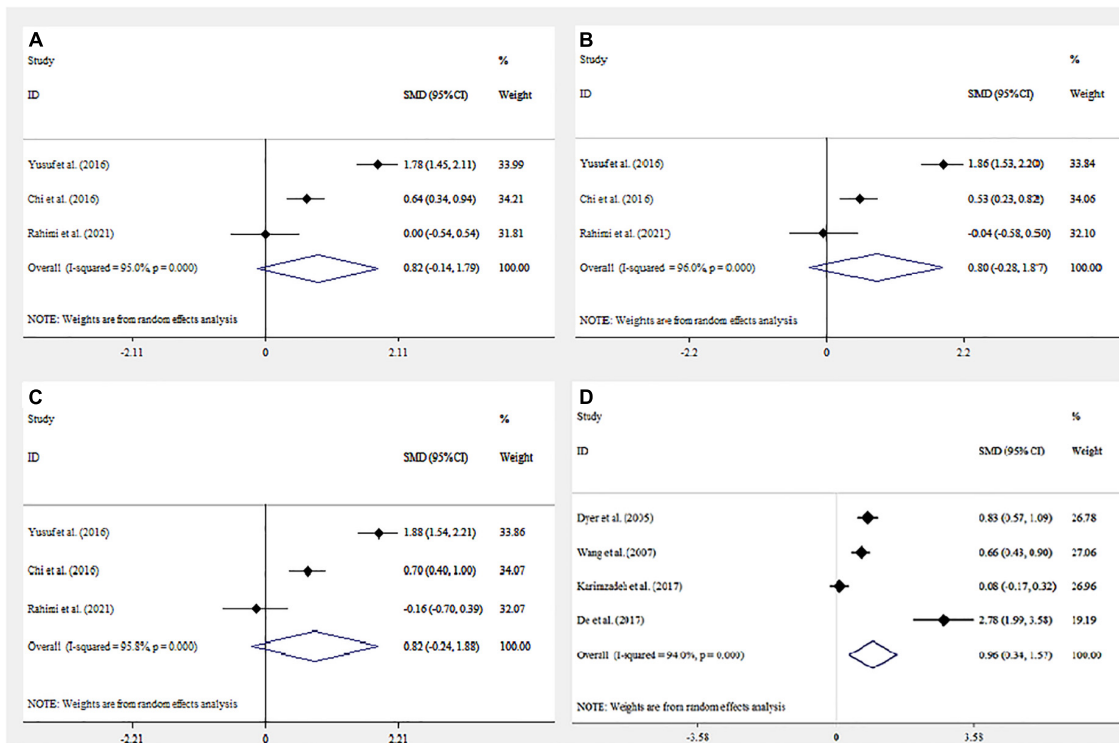 A
Study %
ID SMD (95%CI) Weight
Yusuf et al. (2016) 1.78 (1.45, 2.11) 33.99
Chi et al. (2016) 0.64 (0.34, 0.94) 34.21
Rahimi et al. (2021) 0.00 (-0.54, 0.54) 31.81
Overall (I-squared = 95.0%, p = 0.000) 0.82 (-0.14, 1.79) 100.00
NOTE: Weights are from random effects analysis
-2.11 0 2.11
B
Study %
ID SMD (95%CI) Weight
Yusuf et al. (2016) 1.86 (1.53, 2.20) 33.84
Chi et al. (2016) 0.53 (0.23, 0.82) 34.06
Rahimi et al. (2021) -0.04 (-0.58, 0.50) 32.10
Overall (I-squared = 96.0%, p = 0.000) 0.80 (-0.28, 1.87) 100.00
NOTE: Weights are from random effects analysis
-2.2 0 2.2
C
Study %
ID SMD (95%CI) Weight
Yusuf et al. (2016) 1.88 (1.54, 2.21) 33.86
Chi et al. (2016) 0.70 (0.40, 1.00) 34.07
Rahimi et al. (2021) -0.16 (-0.70, 0.39) 32.07
Overall (I-squared = 95.8%, p = 0.000) 0.82 (-0.24, 1.88) 100.00
NOTE: Weights are from random effects analysis
-2.21 0 2.21
D
Study %
ID SMD (95% CI) Weight
Dyer et al. (2005) 0.83 (0.57, 1.09) 26.78
Wang et al. (2007) 0.66 (0.43, 0.90) 27.06
Karimzadeh et al. (2017) 0.08 (-0.17, 0.32) 26.96
De et al. (2017) 2.78 (1.99, 3.58) 19.19
Overall (I-squared = 94.0%, p = 0.000) 0.96 (0.34, 1.57) 100.00
NOTE: Weights are from random effects analysis
-3.58 0 3.58